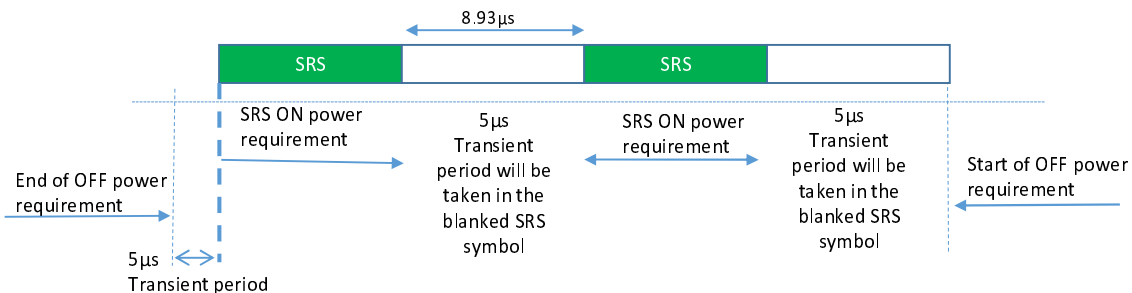 8.93µs
SRS
SRS
SRS ON power
requirement
5µs
Transient
period will be
taken in the
blanked SRS
symbol
SRS ON power
requirement
5µs
Transient
period will be
taken in the
blanked SRS
symbol
End of OFF power
requirement
Start of OFF power
requirement
5µs
Transient period